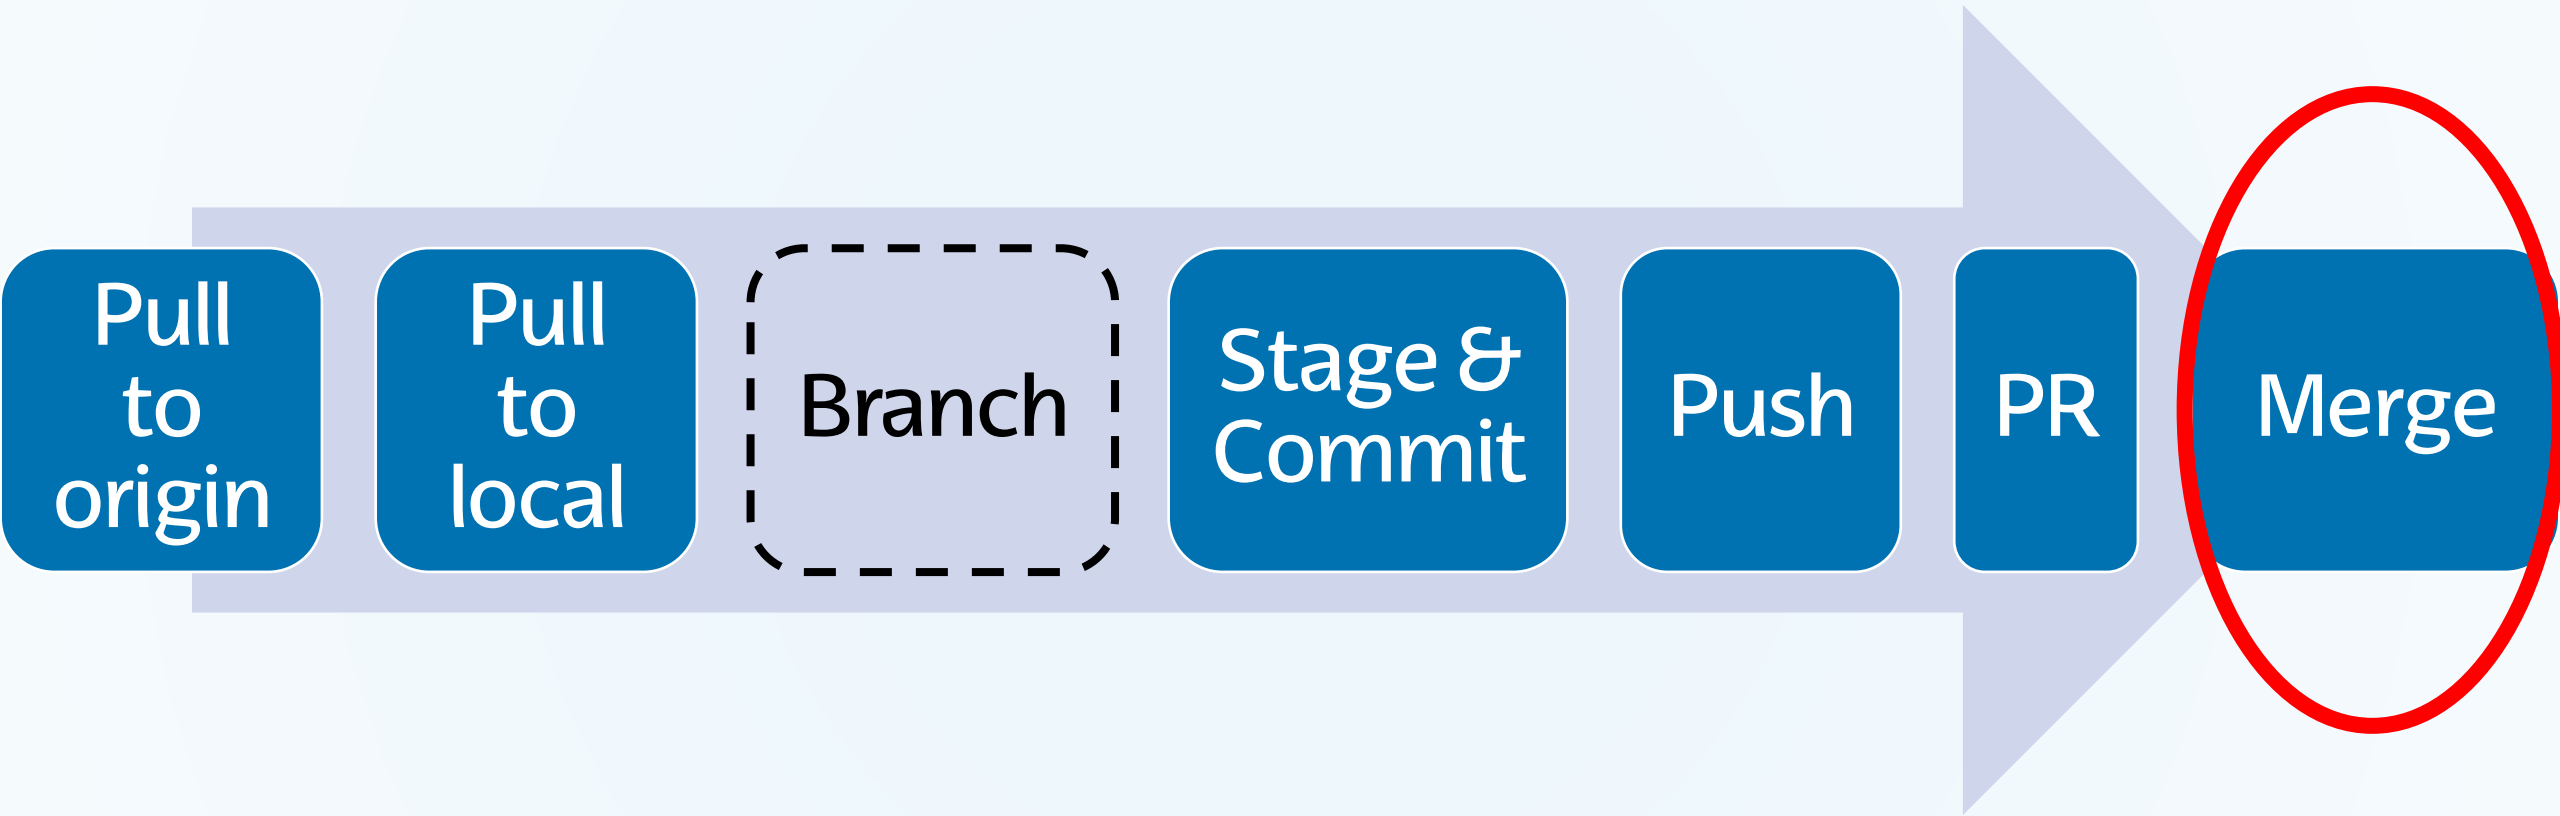 Pull
to
origin
Pull
to
local
Branch
Stage &
Commit
Push
PR
Merge